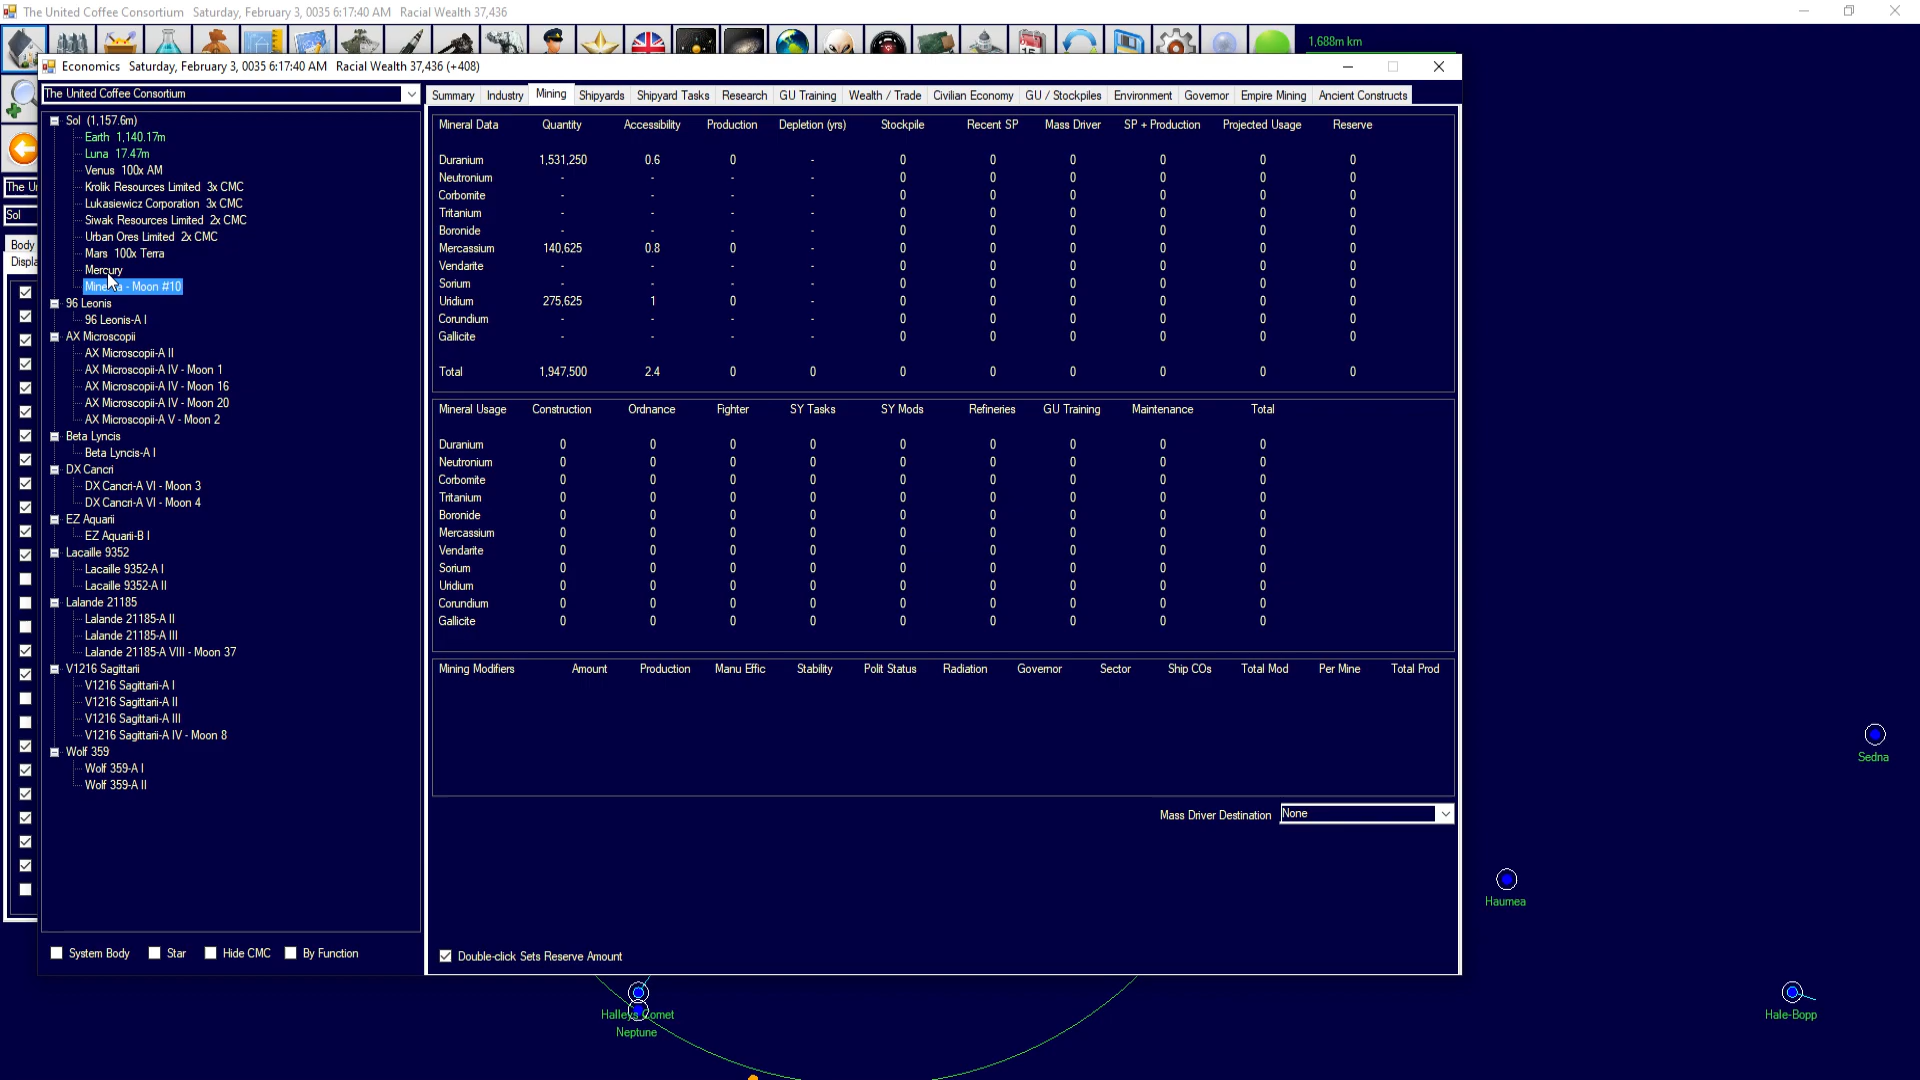 The United Coffee Consortium Saturday, February 3, 0035 6:17:40 AM Racial Wealth 37,436
1,688m km
Economics Saturday, February 3, 0035 6:17:40 AM Racial Wealth 37,436 (+408)
The United Coffee Consortium
Summary Industry Mining Shipyards Shipyard Tasks Research GU Training Wealth / Trade Civilian Economy GU / Stockpiles Environment Governor Empire Mining Ancient Constructs
Sol (1,157.6m)
Earth 1,140.17m
Luna 17.47m
Venus 100x AM
Krolik Resources Limited 3x CMC
Lukasiewicz Corporation 3x CMC
Siwak Resources Limited 2x CMC
Urban Ores Limited 2x CMC
Mars 100x Terra
Mercury
- Moon #10
96 Leonis
96 Leonis-A I
AX Microscopii
AX Microscopii-A II
AX Microscopii-A IV - Moon 1
AX Microscopii-A IV - Moon 16
AX Microscopii-A IV - Moon 20
AX Microscopii-A V - Moon 2
Beta Lyncis
Beta Lyncis-A I
DX Cancri
DX Cancri-A VI - Moon 3
DX Cancri-A VI - Moon 4
EZ Aquarii
EZ Aquarii-B I
Lacaille 9352
Lacaille 9352-A I
Lacaille 9352-A II
Lalande 21185
Lalande 21185-A II
Lalande 21185-A III
Lalande 21185-A VIII - Moon 37
V1216 Sagittarii
V1216 Sagittarii-A I
V1216 Sagittarii-A II
V1216 Sagittarii-A III
V1216 Sagittarii-A IV - Moon 8
Wolf 359
Wolf 359-A I
Wolf 359-A II
System Body Star Hide CMC By Function
The Un
Sol
Body
Displa
Mineral Data Quantity Accessibility Production Depletion (yrs) Stockpile Recent SP Mass Driver SP + Production Projected Usage Reserve
Duranium 1,531,250 0.6 0 - 0 0 0 0 0 0
Neutronium - - - - 0 0 0 0 0 0
Corbomite - - - - 0 0 0 0 0 0
Tritanium - - - - 0 0 0 0 0 0
Boronide - - - - 0 0 0 0 0 0
Mercassium 140,625 0.8 0 - 0 0 0 0 0 0
Vendarite - - - - 0 0 0 0 0 0
Sorium - - - - 0 0 0 0 0 0
Uridium 275,625 1 0 - 0 0 0 0 0 0
Corundium - - - - 0 0 0 0 0 0
Gallicite - - - - 0 0 0 0 0 0
Total 1,947,500 2.4 0 0 0 0 0 0 0 0
Mineral Usage Construction Ordnance Fighter SY Tasks SY Mods Refineries GU Training Maintenance Total
Duranium 0 0 0 0 0 0 0 0 0
Neutronium 0 0 0 0 0 0 0 0 0
Corbomite 0 0 0 0 0 0 0 0 0
Tritanium 0 0 0 0 0 0 0 0 0
Boronide 0 0 0 0 0 0 0 0 0
Mercassium 0 0 0 0 0 0 0 0 0
Vendarite 0 0 0 0 0 0 0 0 0
Sorium 0 0 0 0 0 0 0 0 0
Uridium 0 0 0 0 0 0 0 0 0
Corundium 0 0 0 0 0 0 0 0 0
Gallicite 0 0 0 0 0 0 0 0 0
Mining Modifiers Amount Production Manu Effic Stability Polit Status Radiation Governor Sector Ship COs Total Mod Per Mine Total Prod
Mass Driver Destination None
Double-click Sets Reserve Amount
Sedna
Haumea
Hale-Bopp
Halleys Comet
Neptune